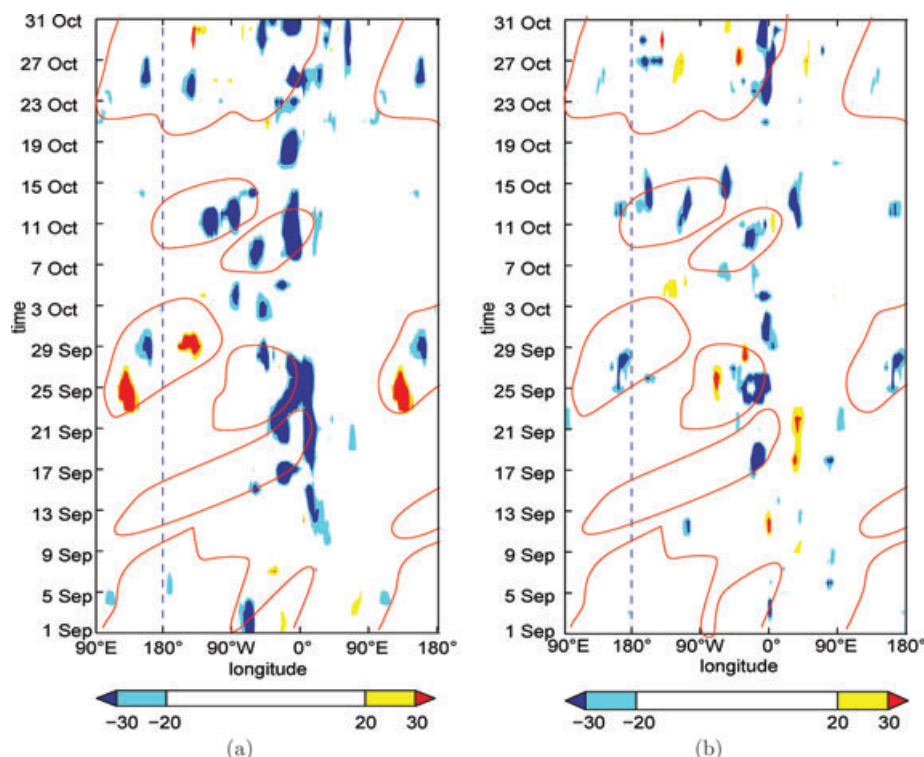 31 Oct
27 Oct
23 Oct
19 Oct
15 Oct
11 Oct
7 Oct
3 Oct
29 Sep
25 Sep
21 Sep
17 Sep
13 Sep
9 Sep
5 Sep
1 Sep
time
90°E 180° 90°W 0° 90°E 180°
longitude
−30 −20 20 30
(a)
31 Oct
27 Oct
23 Oct
19 Oct
15 Oct
11 Oct
7 Oct
3 Oct
29 Sep
25 Sep
21 Sep
17 Sep
13 Sep
9 Sep
5 Sep
1 Sep
time
90°E 180° 90°W 0° 90°E 180°
longitude
−30 −20 20 30
(b)